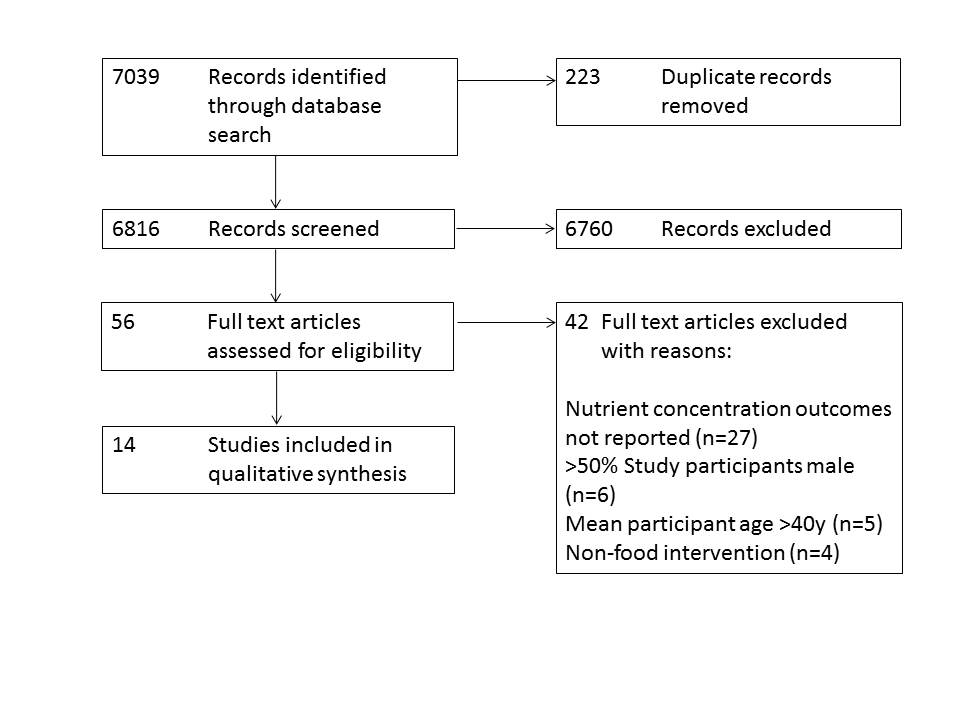 7039 Records identified
through database
search
223 Duplicate records
removed
6816 Records screened
6760 Records excluded
56 Full text articles
assessed for eligibility
42 Full text articles excluded
with reasons:
Nutrient concentration outcomes
not reported (n=27)
>50% Study participants male
(n=6)
Mean participant age >40y (n=5)
Non-food intervention (n=4)
14 Studies included in
qualitative synthesis